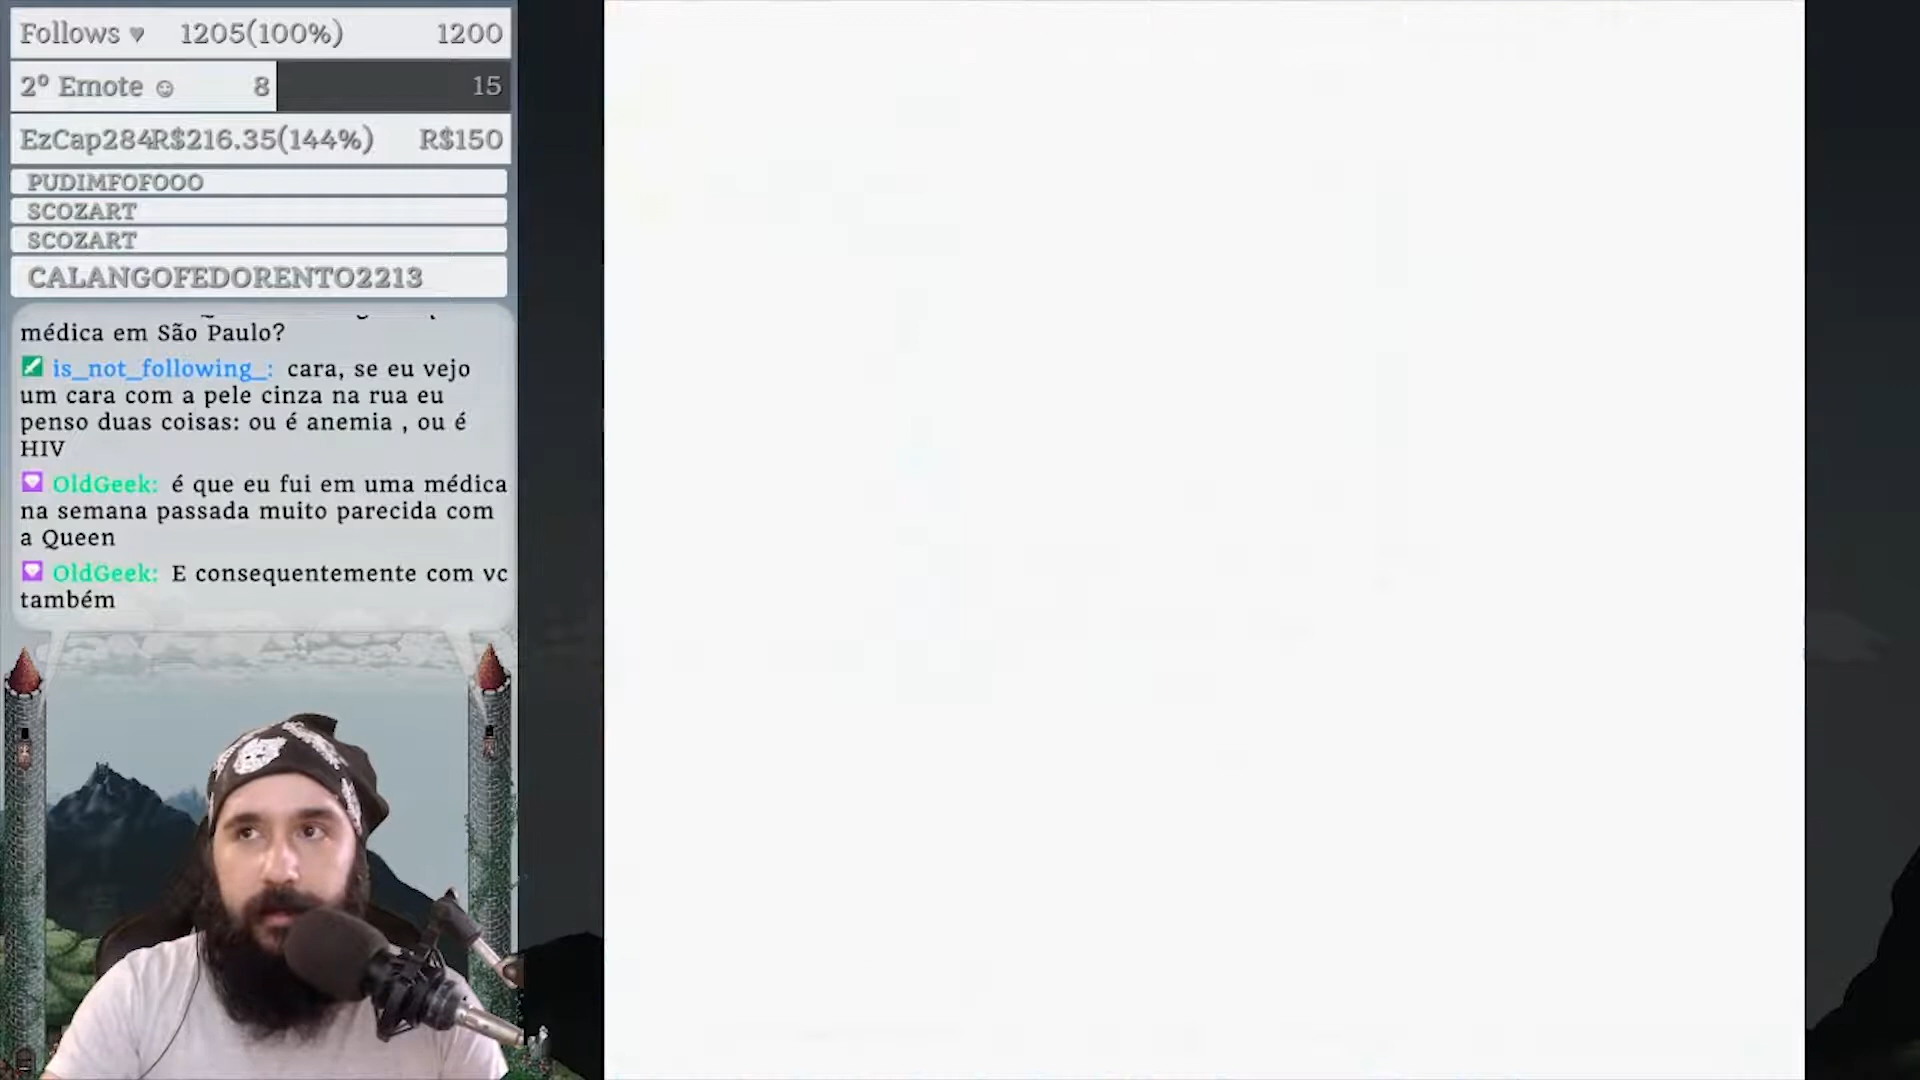 Follows ♥ 1205(100%) 1200
2º Emote ☺ 8 15
EzCap284R$216.35(144%) R$150
PUDIMFOFOOO
SCOZART
SCOZART
CALANGOFEDORENTO2213
médica em São Paulo?
is_not_following_: cara, se eu vejo
um cara com a pele cinza na rua eu
penso duas coisas: ou é anemia , ou é
HIV
OldGeek: é que eu fui em uma médica
na semana passada muito parecida com
a Queen
OldGeek: E consequentemente com vc
também